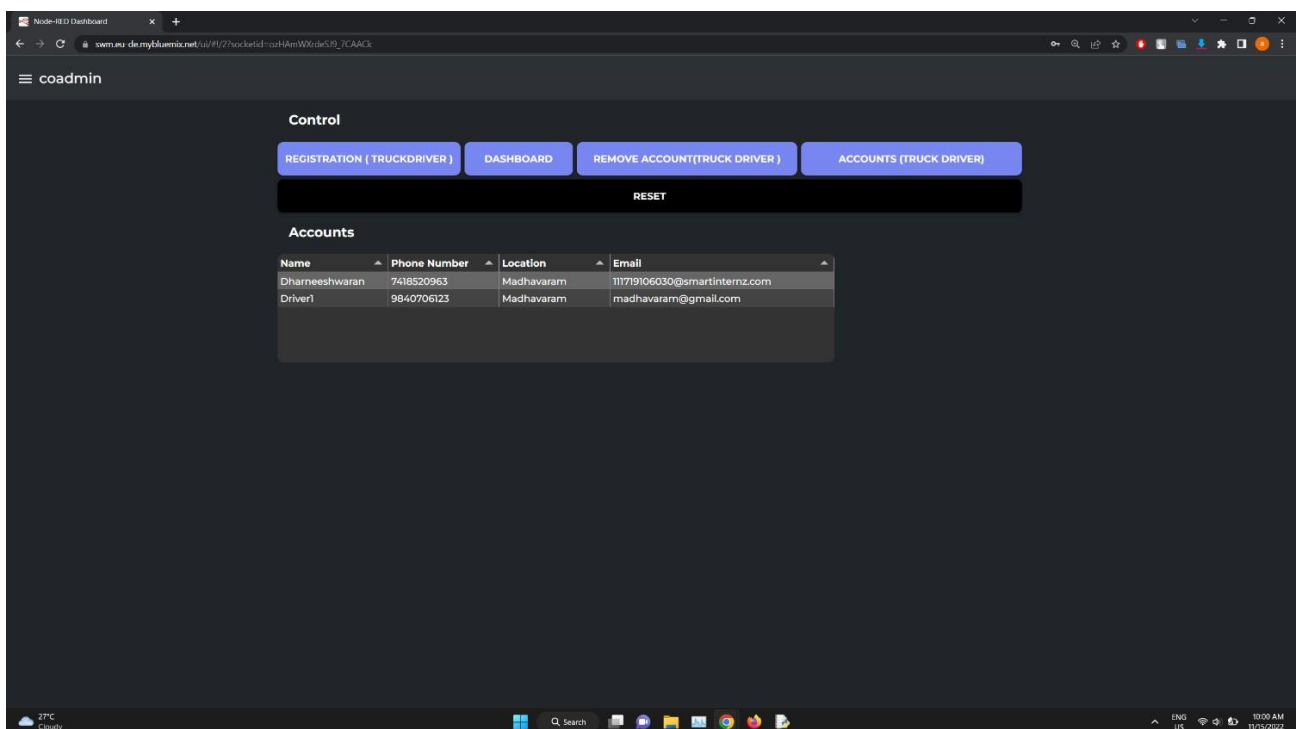 Node-RED Dashboard
swm.eu-de.mybluemix.net/ui/#!/2?socketid=
coadmin
Control
REGISTRATION ( TRUCKDRIVER ) DASHBOARD REMOVE ACCOUNT(TRUCK DRIVER ) ACCOUNTS (TRUCK DRIVER)
RESET
Accounts
Name Phone Number Location Email
Dharneeshwaran 7418520963 Madhavaram 111719106030@smartinternz.com
Driver1 9840706123 Madhavaram madhavaram@gmail.com
27°C
Cloudy
Search
ENG
US
10:00 AM
11/15/2022